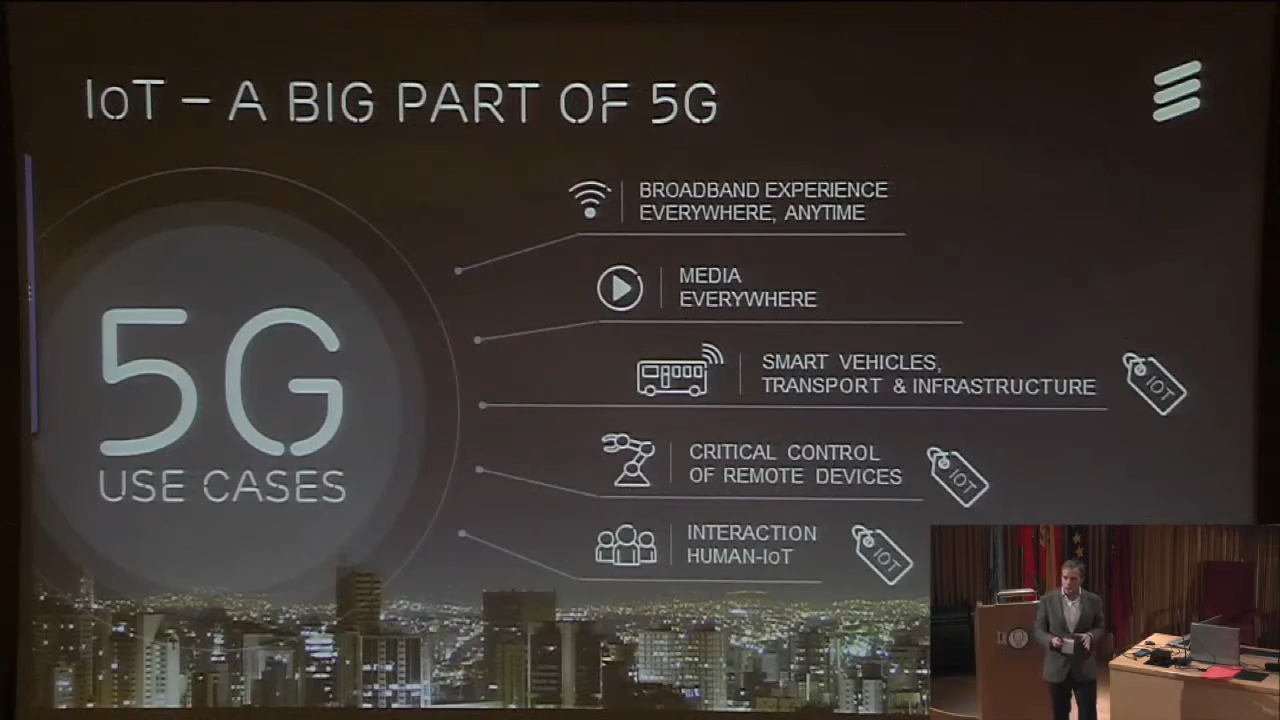 IoT – A BIG PART OF 5G
BROADBAND EXPERIENCE
EVERYWHERE, ANYTIME
MEDIA
EVERYWHERE
SMART VEHICLES,
TRANSPORT & INFRASTRUCTURE
IOT
CRITICAL CONTROL
OF REMOTE DEVICES
IOT
INTERACTION
HUMAN-IoT
IOT
5G
USE CASES